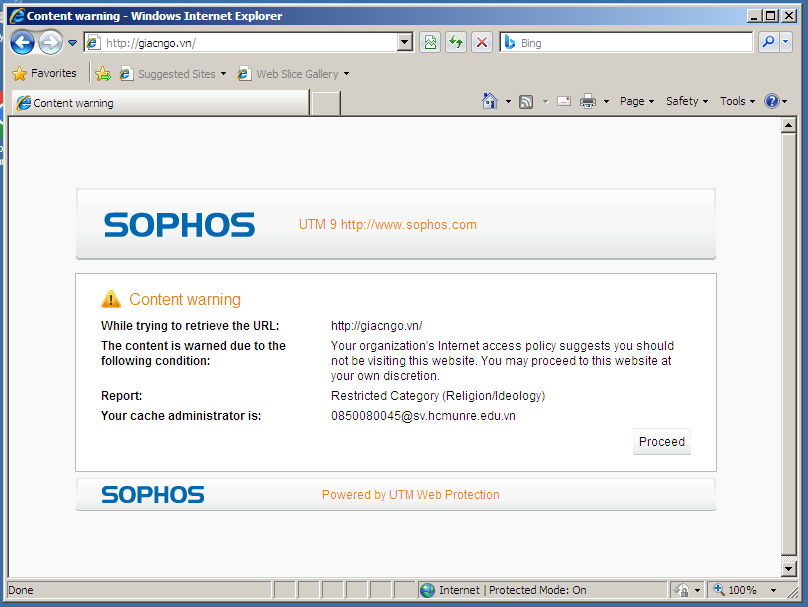 Content warning - Windows Internet Explorer
http://giacngo.vn/
Bing
Favorites
Suggested Sites
Web Slice Gallery
Content warning
Page
Safety
Tools
SOPHOS
UTM 9 http://www.sophos.com
Content warning
While trying to retrieve the URL: http://giacngo.vn/
The content is warned due to the Your organization's Internet access policy suggests you should
following condition: not be visiting this website. You may proceed to this website at
your own discretion.
Report: Restricted Category (Religion/Ideology)
Your cache administrator is: 0850080045@sv.hcmunre.edu.vn
Proceed
SOPHOS
Powered by UTM Web Protection
Done
Internet | Protected Mode: On
100%